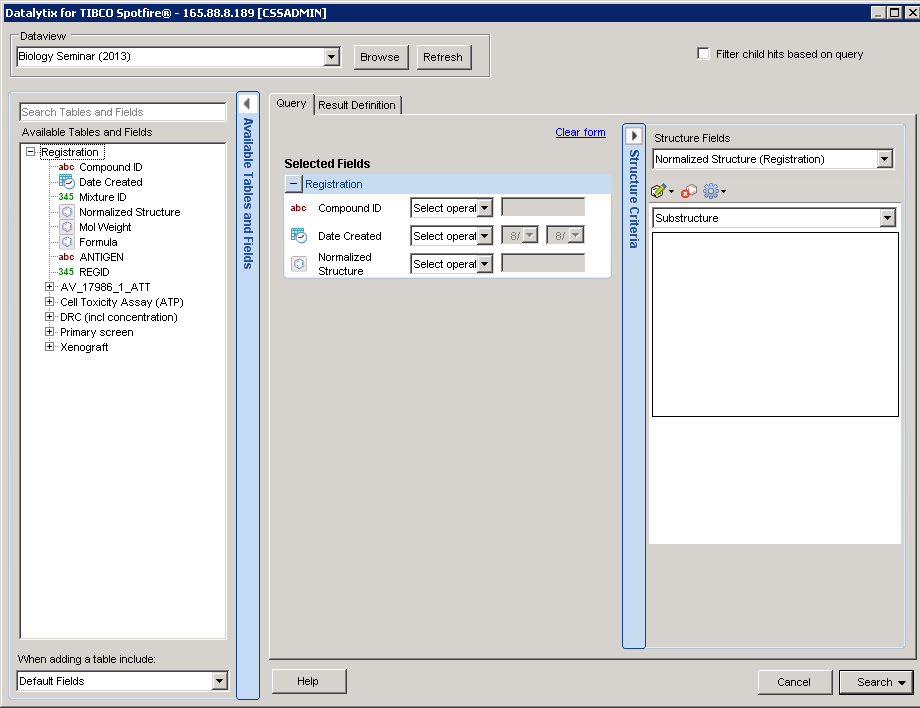 Datalytix for TIBCO Spotfire® - 165.88.8.189 [CSSADMIN]
Dataview
Biology Seminar (2013)
Browse
Refresh
Filter child hits based on query
Search Tables and Fields
Available Tables and Fields
Registration
abc Compound ID
Date Created
345 Mixture ID
Normalized Structure
Mol Weight
Formula
abc ANTIGEN
345 REGID
AV_17986_1_ATT
Cell Toxicity Assay (ATP)
DRC (incl concentration)
Primary screen
Xenograft
When adding a table include:
Default Fields
Available Tables and Fields
Query
Result Definition
Clear form
Selected Fields
Registration
abc Compound ID Select operat
Date Created Select operat 8/ 8/
Normalized
Structure
Select operat
Structure Criteria
Structure Fields
Normalized Structure (Registration)
Substructure
Help
Cancel
Search